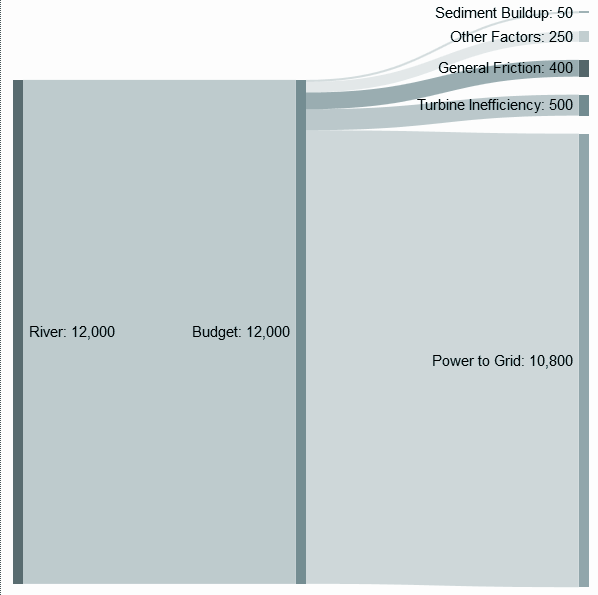 Sediment Buildup: 50
Other Factors: 250
General Friction: 400
Turbine Inefficiency: 500
River: 12,000
Budget: 12,000
Power to Grid: 10,800